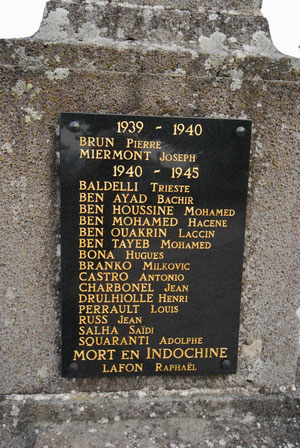 1939 - 1940
BRUN PIERRE
MIERMONT JOSEPH
1940 - 1945
BALDELLI TRIESTE
BEN AYAD BACHIR
BEN HOUSSINE MOHAMED
BEN MOHAMED HACENE
BEN OUAKRIN LACCIN
BEN TAYEB MOHAMED
BONA HUGUES
BRANKO MILKOVIC
CASTRO ANTONIO
CHARBONEL JEAN
DRULHIOLLE HENRI
PERRAULT LOUIS
RUSS JEAN
SALHA SAÏDI
SQUARANTI ADOLPHE
MORT EN INDOCHINE
LAFON RAPHAËL